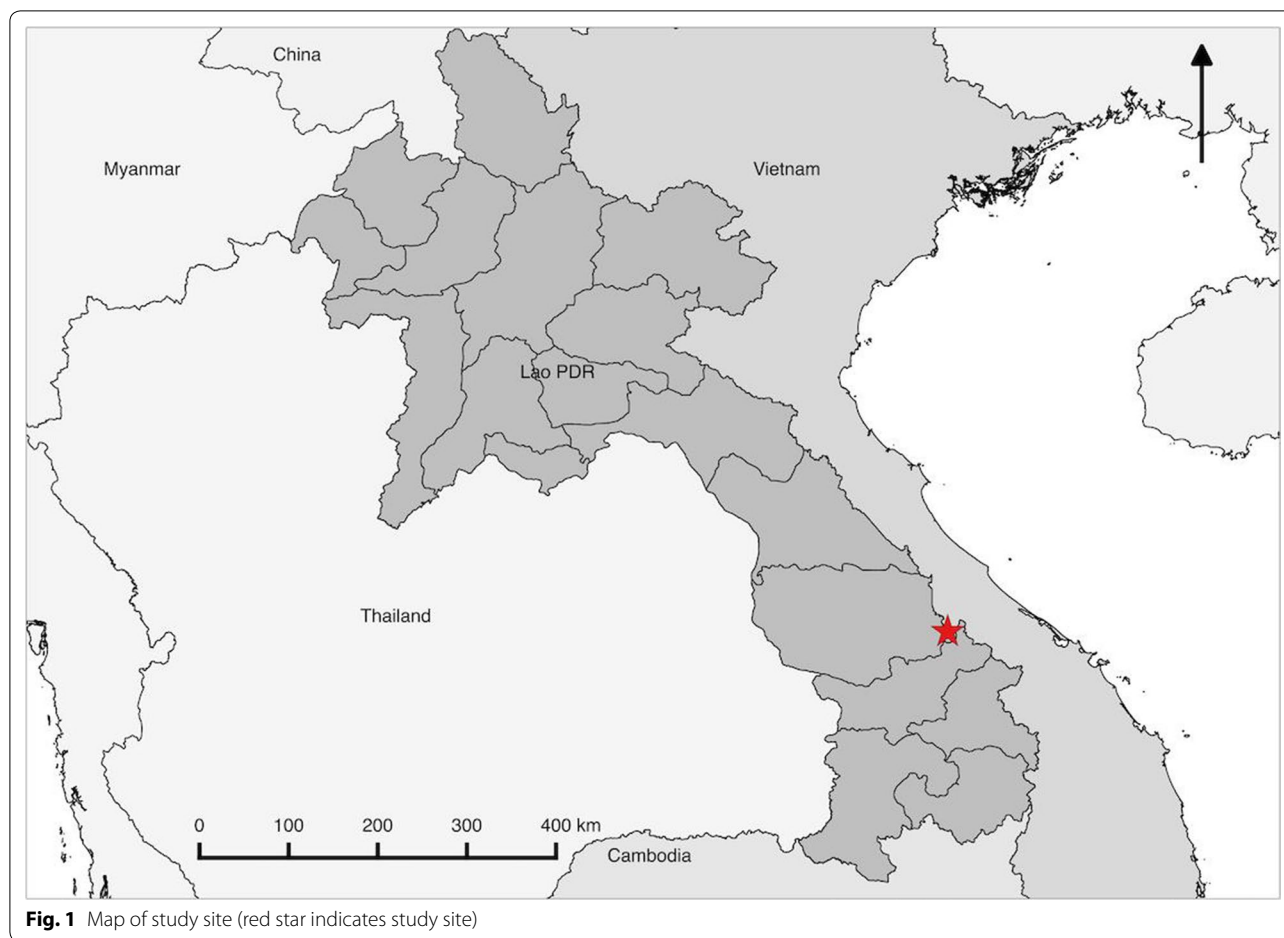 China
Myanmar
Vietnam
Lao PDR
Thailand
0 100 200 300 400 km
Cambodia
Fig. 1 Map of study site (red star indicates study site)